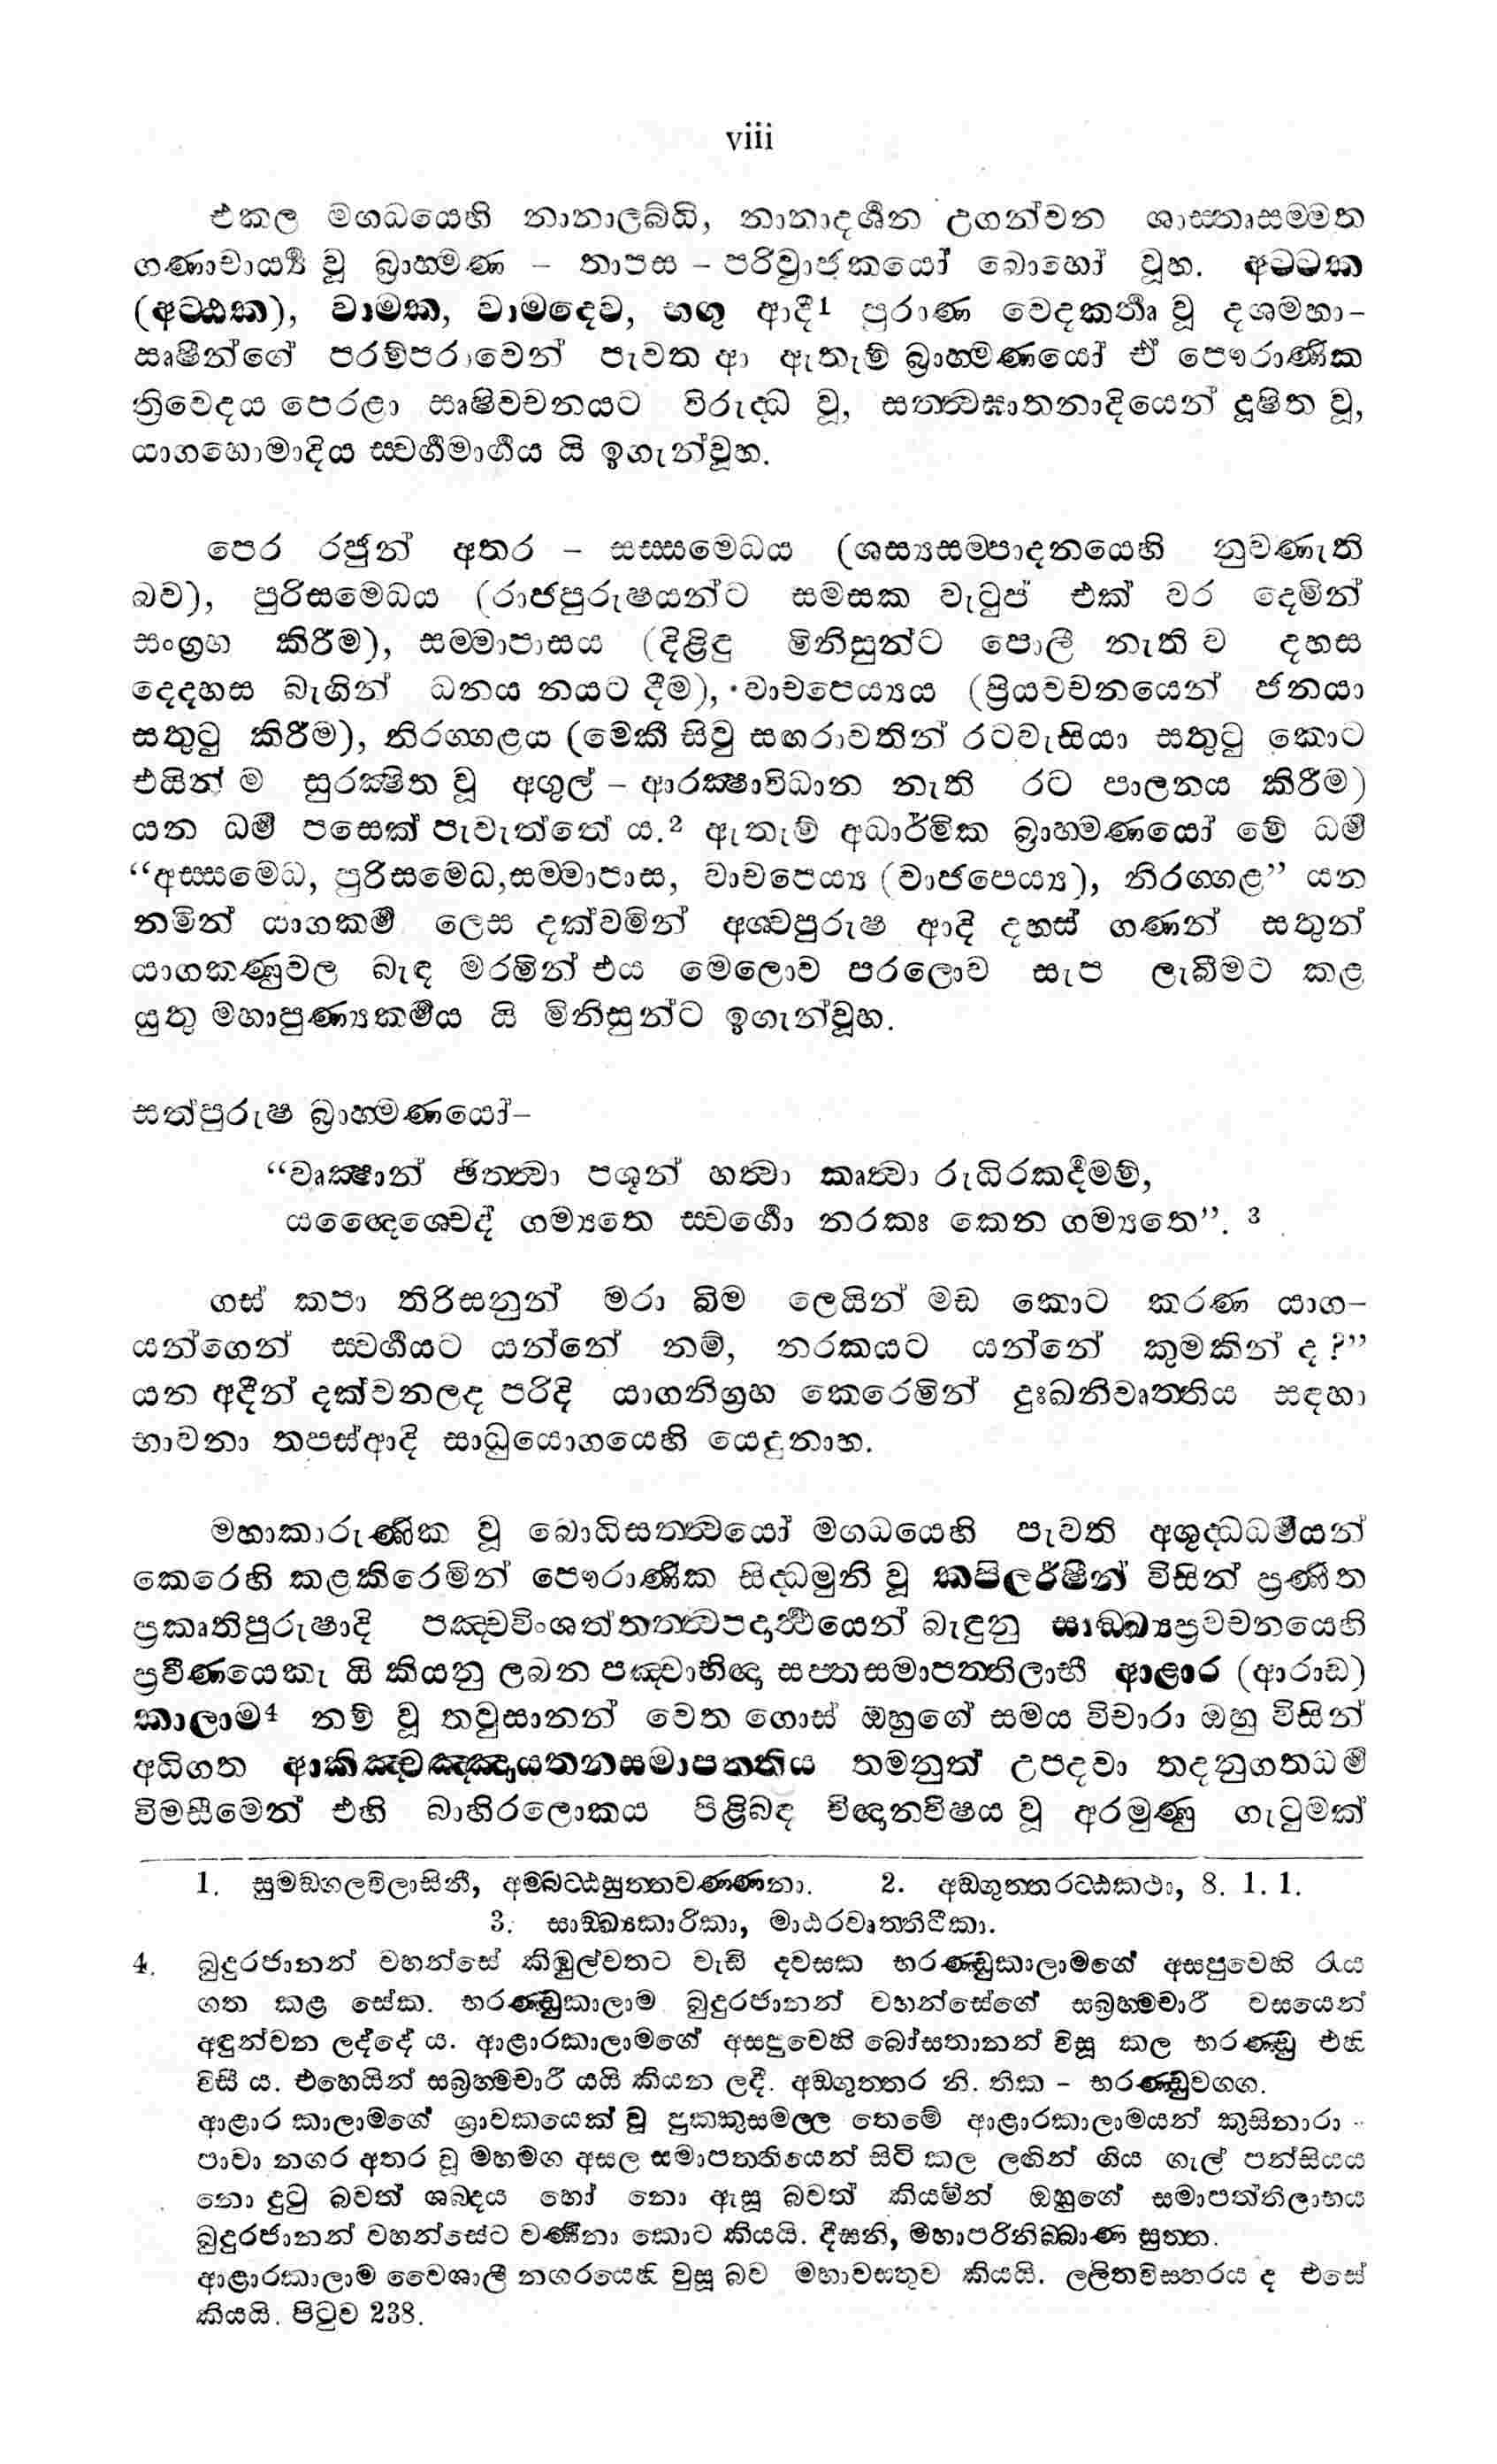 viii
එකල මගධයෙහි නානාලබ්ධි, නානාදර්ශන උගන්වන ශාස්තෘසම්මත
ගණාචාර්ය්‍ය වූ බ්‍රාහ්මණ – තාපස – පරිව්‍රාජකයෝ බොහෝ වූහ. අට්ටක
(අට්ඨක), වාමක, වාමදෙව, භගු ආදී¹ පුරාණ වෙදකර්තෘ වූ දශමහා-
ඍෂීන්ගේ පරම්පරාවෙන් පැවත ආ ඇතැම් බ්‍රාහ්මණයෝ ඒ පෞරාණික
ත්‍රිවෙදය පෙරළා ඍෂිවචනයට විරුද්ධ වූ, සත්ත්වඝාතනාදියෙන් දූෂිත වූ,
යාගහොමාදිය ස්වර්ගමාර්ගය යි ඉගැන්වූහ.
පෙර රජුන් අතර – සස්සමෙධය (ශස්‍යසම්පාදනයෙහි නුවණැති
බව), පුරිසමෙධය (රාජපුරුෂයන්ට සමසක වැටුප් එක් වර දෙමින්
සංග්‍රහ කිරීම), සම්මාපාසය (දිළිඳු මිනිසුන්ට පොලී නැති ව දහස
දෙදහස බැගින් ධනය නයට දීම), වාචපෙය්‍යය (ප්‍රියවචනයෙන් ජනයා
සතුටු කිරීම), නිරග්ගළය (මෙකී සිවු සඟරාවතින් රටවැසියා සතුටු කොට
එයින් ම සුරක්ෂිත වූ අගුල් – ආරක්ෂාවිධාන නැති රට පාලනය කිරීම)
යන ධර්ම පසෙක් පැවැත්තේ ය.² ඇතැම් අධාර්මික බ්‍රාහ්මණයෝ මේ ධර්ම
“අස්සමෙධ, පුරිසමෙධ,සම්මාපාස, වාචපෙය්‍ය (වාජපෙය්‍ය), නිරග්ගළ” යන
නමින් යාගකර්ම ලෙස දක්වමින් අශ්වපුරුෂ ආදි දහස් ගණන් සතුන්
යාගකණුවල බැඳ මරමින් එය මෙලොව පරලොව සැප ලැබීමට කළ
යුතු මහාපුණ්‍යකර්මය යි මිනිසුන්ට ඉගැන්වූහ.
සත්පුරුෂ බ්‍රාහ්මණයෝ–
“වෘක්ෂාන් ඡිත්ත්වා පශූන් හත්වා කෘත්වා රුධිරකර්දමම්,
යඥෛශ්චෙද් ගම්‍යතෙ ස්වර්ගො නරකඃ කෙන ගම්‍යතෙ”. ³
ගස් කපා තිරිසනුන් මරා බිම ලෙයින් මඩ කොට කරණ යාග-
යන්ගෙන් ස්වර්ගයට යන්නේ නම්, නරකයට යන්නේ කුමකින් ද ?”
යන අදීන් දක්වනලද පරිදි යාගනිග්‍රහ කෙරෙමින් දුඃඛනිවෘත්තිය සඳහා
භාවනා තපස්ආදි සාධුයොගයෙහි යෙදුනාහ.
මහාකාරුණික වූ බොධිසත්ත්වයෝ මගධයෙහි පැවති අශුද්ධධර්මයන්
කෙරෙහි කළකිරෙමින් පෞරාණික සිද්ධමුනි වූ කපිලර්ෂීන් විසින් ප්‍රණීත
ප්‍රකෘතිපුරුෂාදි පඤ්චවිංශත්තත්ත්වපදාර්ථයෙන් බැඳුනු සාඞ්ඛ්‍යප්‍රවචනයෙහි
ප්‍රවීණයෙකැ යි කියනු ලබන පඤ්චාභිඥා සප්තසමාපත්තිලාභී ආළාර (ආරාඩ)
කාලාම⁴ නම් වූ තවුසානන් වෙත ගොස් ඔහුගේ සමය විචාරා ඔහු විසින්
අධිගත ආකිඤ්චඤ්ඤායතනසමාපත්තිය තමනුත් උපදවා තදනුගතධර්ම
විමසීමෙන් එහි බාහිරලොකය පිළිබඳ විඥානවිෂය වූ අරමුණු ගැටුමක්
1. සුමඞ්ගලවිලාසිනී, අම්බට්ඨසුත්තවණ්ණනා. 2. අඞ්ගුත්තරට්ඨකථා, 8. 1. 1.
3. සාඞ්ඛ්‍යකාරිකා, මාඨරවෘත්තිටීකා.
4. බුදුරජානන් වහන්සේ කිඹුල්වතට වැඩි දවසක භරණ්ඩුකාලාමගේ අසපුවෙහි රැය
ගත කළ සේක. භරණ්ඩුකාලාම බුදුරජානන් වහන්සේගේ සබ්‍රහ්මචාරී වසයෙන්
අඳුන්වන ලද්දේ ය. ආළාරකාලාමගේ අසපුවෙහි බෝසතානන් විසූ කල භරණ්ඩු එහි
විසී ය. එහෙයින් සබ්‍රහ්මචාරී යයි කියන ලදී. අඞ්ගුත්තර නි. තික – භරණ්ඩුවග්ග.
ආළාර කාලාමගේ ශ්‍රාවකයෙක් වූ පුක්කුසමල්ල තෙමේ ආළාරකාලාමයන් කුසිනාරා -
පාවා නගර අතර වූ මහමග අසල සමාපත්තියෙන් සිටි කල ලඟින් ගිය ගැල් පන්සියය
නො දුටු බවත් ශබ්දය හෝ නො ඇසූ බවත් කියමින් ඔහුගේ සමාපත්තිලාභය
බුදුරජානන් වහන්සේට වර්ණනා කොට කියයි. දීඝනි, මහාපරිනිබ්බාණ සුත්ත.
ආළාරකාලාම වෛශාලී නගරයෙහි වුසූ බව මහාවස්තුව කියයි. ලලිතවිස්තරය ද එසේ
කියයි. පිටුව 238.